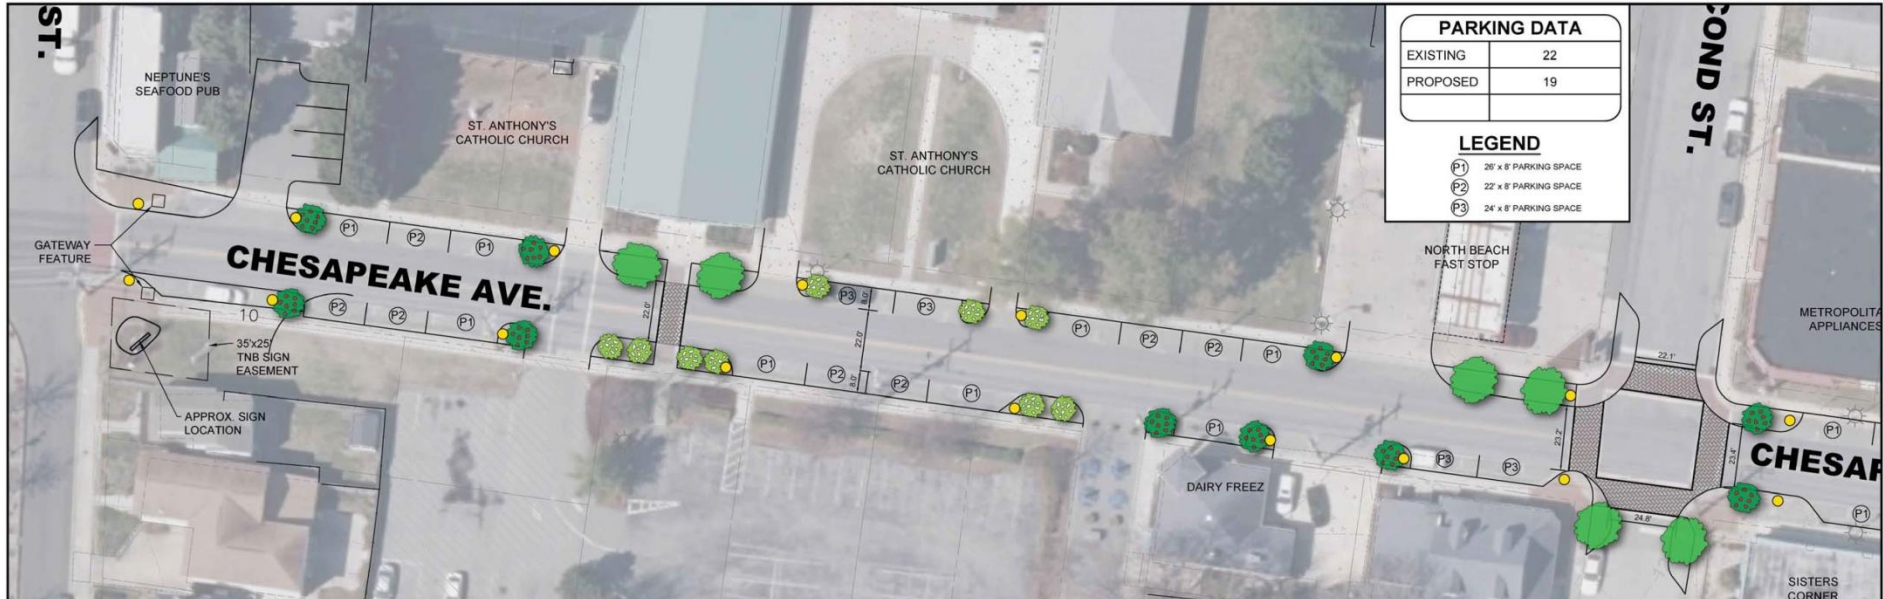 ST.
NEPTUNE'S
SEAFOOD PUB
ST. ANTHONY'S
CATHOLIC CHURCH
ST. ANTHONY'S
CATHOLIC CHURCH
PARKING DATA
EXISTING 22
PROPOSED 19
LEGEND
P1 26' x 8' PARKING SPACE
P2 22' x 8' PARKING SPACE
P3 24' x 8' PARKING SPACE
COND ST.
GATEWAY
FEATURE
P1 P2 P1
CHESAPEAKE AVE.
P3 8.0' P3
P1 P2 P2 P1
NORTH BEACH
FAST STOP
METROPOLITA
APPLIANCES
10
P2 P2 P1
22.0'
22.0'
22.1'
35'x25'
TNB SIGN
EASEMENT
P1 P2 8.0' P2 P1
P1
23.2'
23.4'
P1
CHESAP
APPROX. SIGN
LOCATION
P3 P3
DAIRY FREEZ
24.8'
P1
SISTERS
CORNER